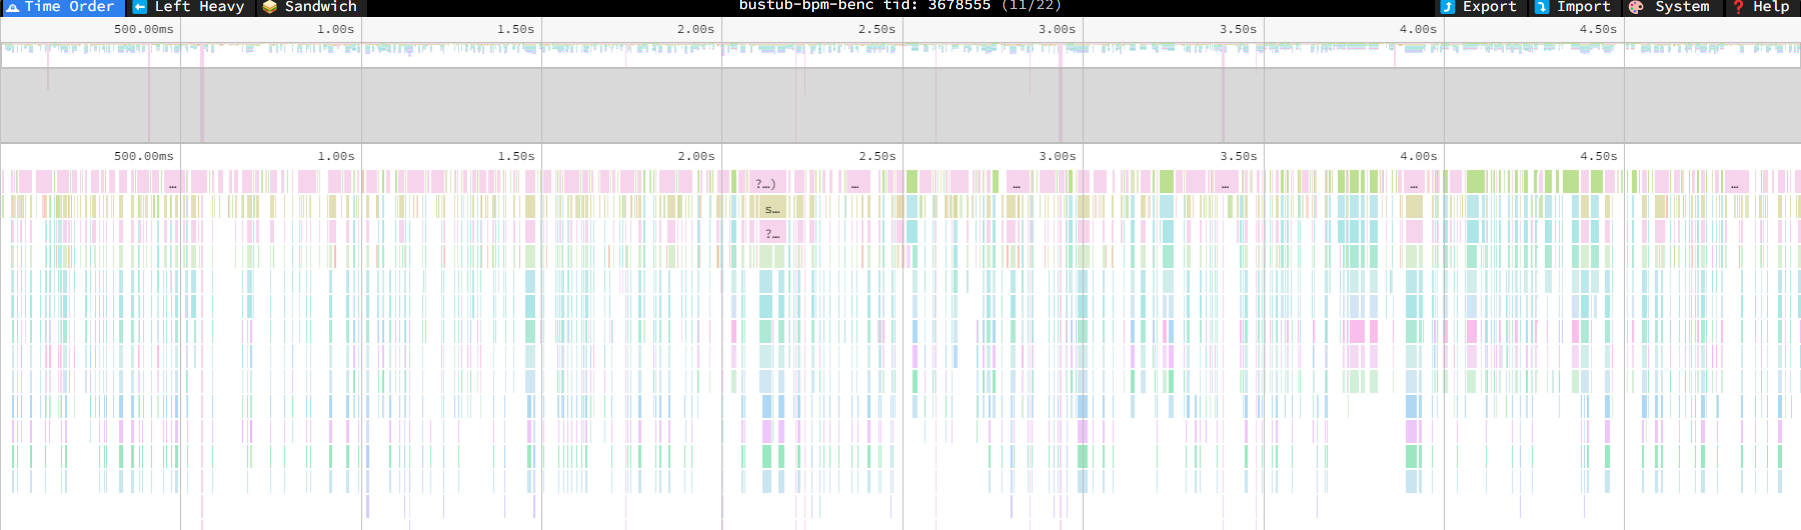 Time Order Left Heavy Sandwich bustub-bpm-benc tid: 3678555 (11/22) Export Import System Help
500.00ms 1.00s 1.50s 2.00s 2.50s 3.00s 3.50s 4.00s 4.50s
500.00ms 1.00s 1.50s 2.00s 2.50s 3.00s 3.50s 4.00s 4.50s
… ?…) … … … … …
s…
?…